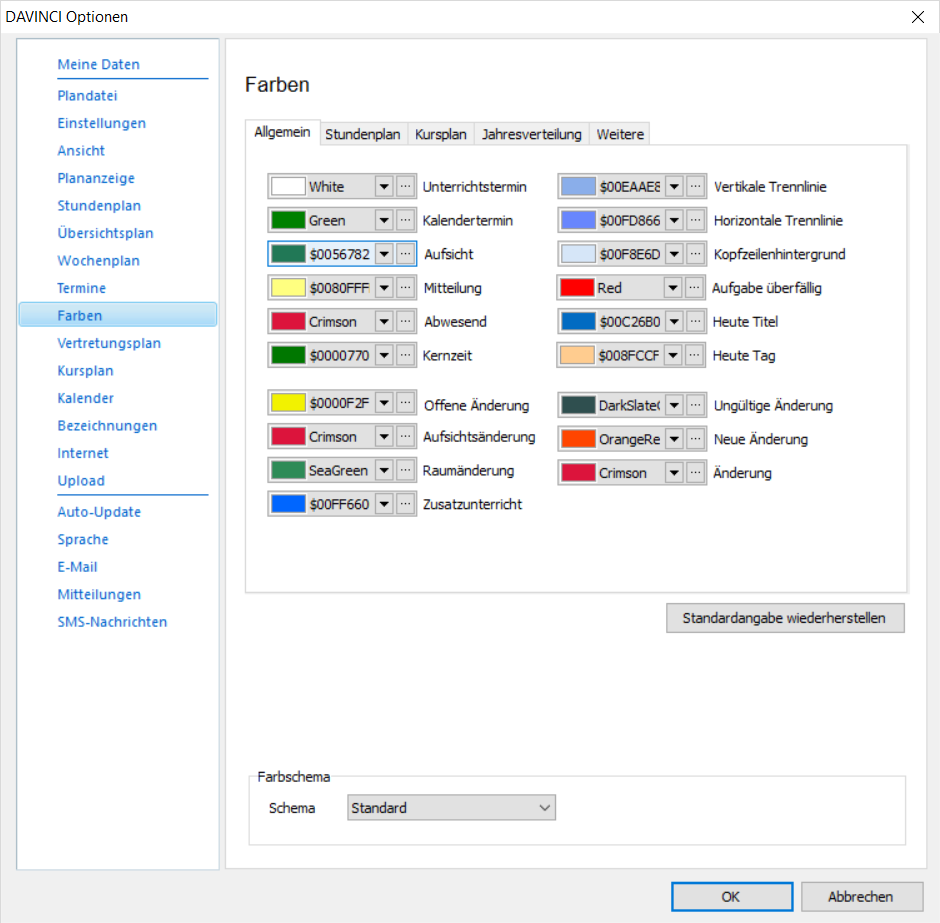 DAVINCI Optionen
Meine Daten
Plandatei
Einstellungen
Ansicht
Plananzeige
Stundenplan
Übersichtsplan
Wochenplan
Termine
Farben
Vertretungsplan
Kursplan
Kalender
Bezeichnungen
Internet
Upload
Auto-Update
Sprache
E-Mail
Mitteilungen
SMS-Nachrichten
Farben
Allgemein Stundenplan Kursplan Jahresverteilung Weitere
White ... Unterrichtstermin
Green ... Kalendertermin
$0056782 ... Aufsicht
$0080FFF ... Mitteilung
Crimson ... Abwesend
$0000770 ... Kernzeit
$0000F2F ... Offene Änderung
Crimson ... Aufsichtsänderung
SeaGreen ... Raumänderung
$00FF660 ... Zusatzunterricht
$00EAAE8 ... Vertikale Trennlinie
$00FD866 ... Horizontale Trennlinie
$00F8E6D ... Kopfzeilenhintergrund
Red ... Aufgabe überfällig
$00C26B0 ... Heute Titel
$008FCCF ... Heute Tag
DarkSlateG ... Ungültige Änderung
OrangeRe ... Neue Änderung
Crimson ... Änderung
Standardangabe wiederherstellen
Farbschema
Schema Standard
OK Abbrechen